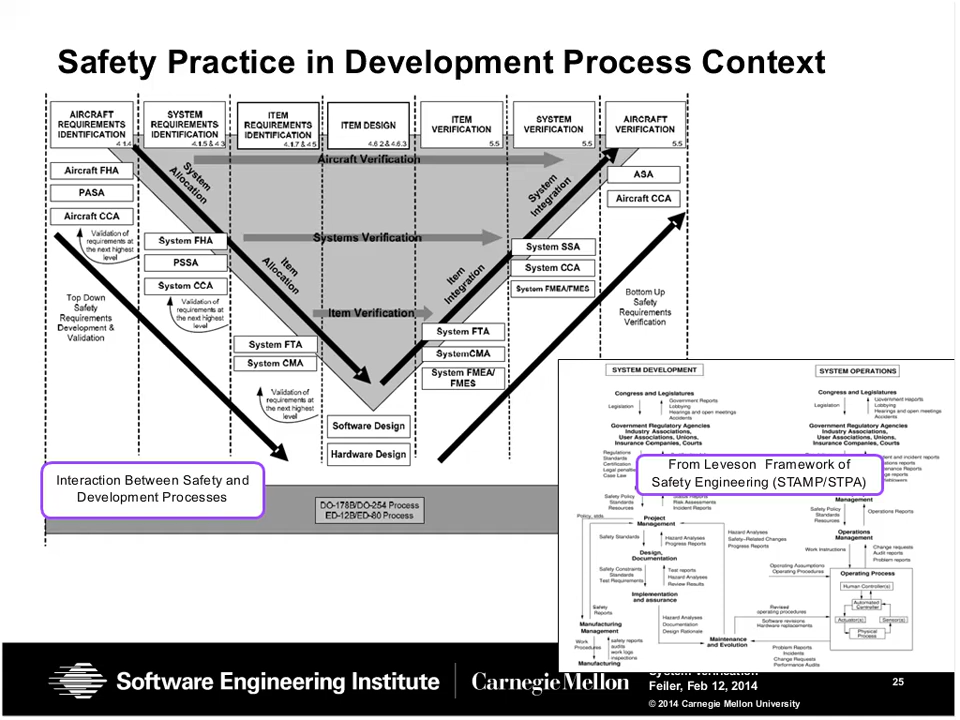 Safety Practice in Development Process Context
AIRCRAFT
REQUIREMENTS
IDENTIFICATION
4.1.4
SYSTEM
REQUIREMENTS
IDENTIFICATION
4.1.5 & 4.3
ITEM
REQUIREMENTS
IDENTIFICATION
4.1.7 & 4.5
ITEM DESIGN
4.6.2 & 4.6.3
ITEM
VERIFICATION
5.5
SYSTEM
VERIFICATION
5.5
AIRCRAFT
VERIFICATION
5.5
Aircraft FHA
PASA
Aircraft CCA
Validation of
requirements at
the next highest
level
Top Down
Safety
Requirements
Development &
Validation
System
Allocation
System FHA
PSSA
System CCA
Validation of
requirements at
the next highest
level
Item
Allocation
System FTA
System CMA
Validation of
requirements at
the next highest
level
Aircraft Verification
Systems Verification
Item Verification
Software Design
Hardware Design
Item
Integration
System FTA
SystemCMA
System FMEA/
FMES
System
Integration
System SSA
System CCA
System FMEA/FMES
ASA
Aircraft CCA
Bottom Up
Safety
Requirements
Verification
Interaction Between Safety and
Development Processes
DO-178B/DO-254 Process
ED-12B/ED-80 Process
SYSTEM DEVELOPMENT
Congress and Legislatures
Legislation
Government Reports
Lobbying
Hearings and open meetings
Accidents
Government Regulatory Agencies
Industry Associations,
User Associations, Unions,
Insurance Companies, Courts
Regulations
Standards
Certification
Legal penalties
Case Law
Safety Policy
Standards
Resources
Status Reports
Risk Assessments
Incident Reports
Policy, stds.
Project
Management
Safety Standards
Hazard Analyses
Progress Reports
Hazard Analyses
Safety-Related Changes
Progress Reports
Design,
Documentation
Safety Constraints
Standards
Test Requirements
Test reports
Hazard Analyses
Review Results
Implementation
and assurance
Safety
Reports
Hazard Analyses
Documentation
Design Rationale
Manufacturing
Management
Work
Procedures
safety reports
audits
work logs
inspections
Manufacturing
Maintenance
and Evolution
SYSTEM OPERATIONS
Congress and Legislatures
Legislation
Government Reports
Lobbying
Hearings and open meetings
Accidents
Government Regulatory Agencies
Industry Associations,
User Associations, Unions,
Insurance Companies, Courts
From Leveson Framework of
Safety Engineering (STAMP/STPA)
Management
Safety Policy
Standards
Resources
Operations Reports
Operations
Management
Work Instructions
Change requests
Audit reports
Problem reports
Operating Assumptions
Operating Procedures
Operating Process
Human Controller(s)
Automated
Controller
Actuator(s)
Sensor(s)
Physical
Process
Revised
operating procedures
Software revisions
Hardware replacements
Problem Reports
Incidents
Change Requests
Performance Audits
Software Engineering Institute
Carnegie Mellon
System Verification
Feiler, Feb 12, 2014
© 2014 Carnegie Mellon University
25